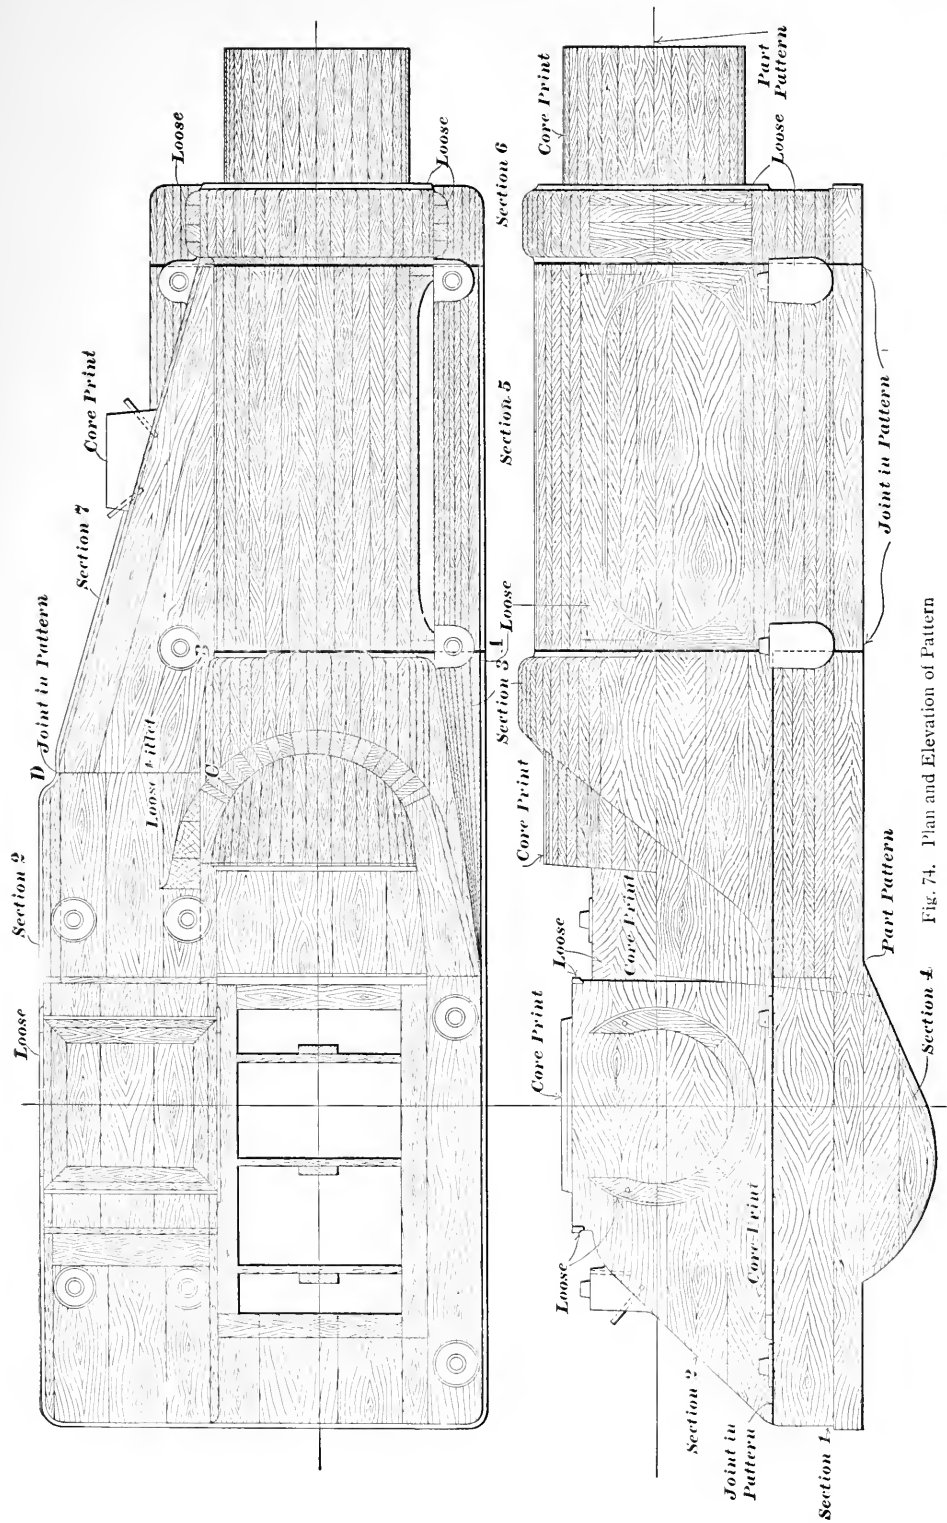 Loose
Loose
Section 6
Core Print
Section 7
Section 5
D Joint in Pattern
Loose Fillet
C
Section 3
1 Loose
Section 2
Loose
Core Print
Part
Pattern
Loose
Joint in Pattern
Core Print
Loose
Core Print
Core Print
Part Pattern
Section 4
Loose
Core Print
Section 2
Joint in
Pattern
Section 1
Fig. 74. Plan and Elevation of Pattern